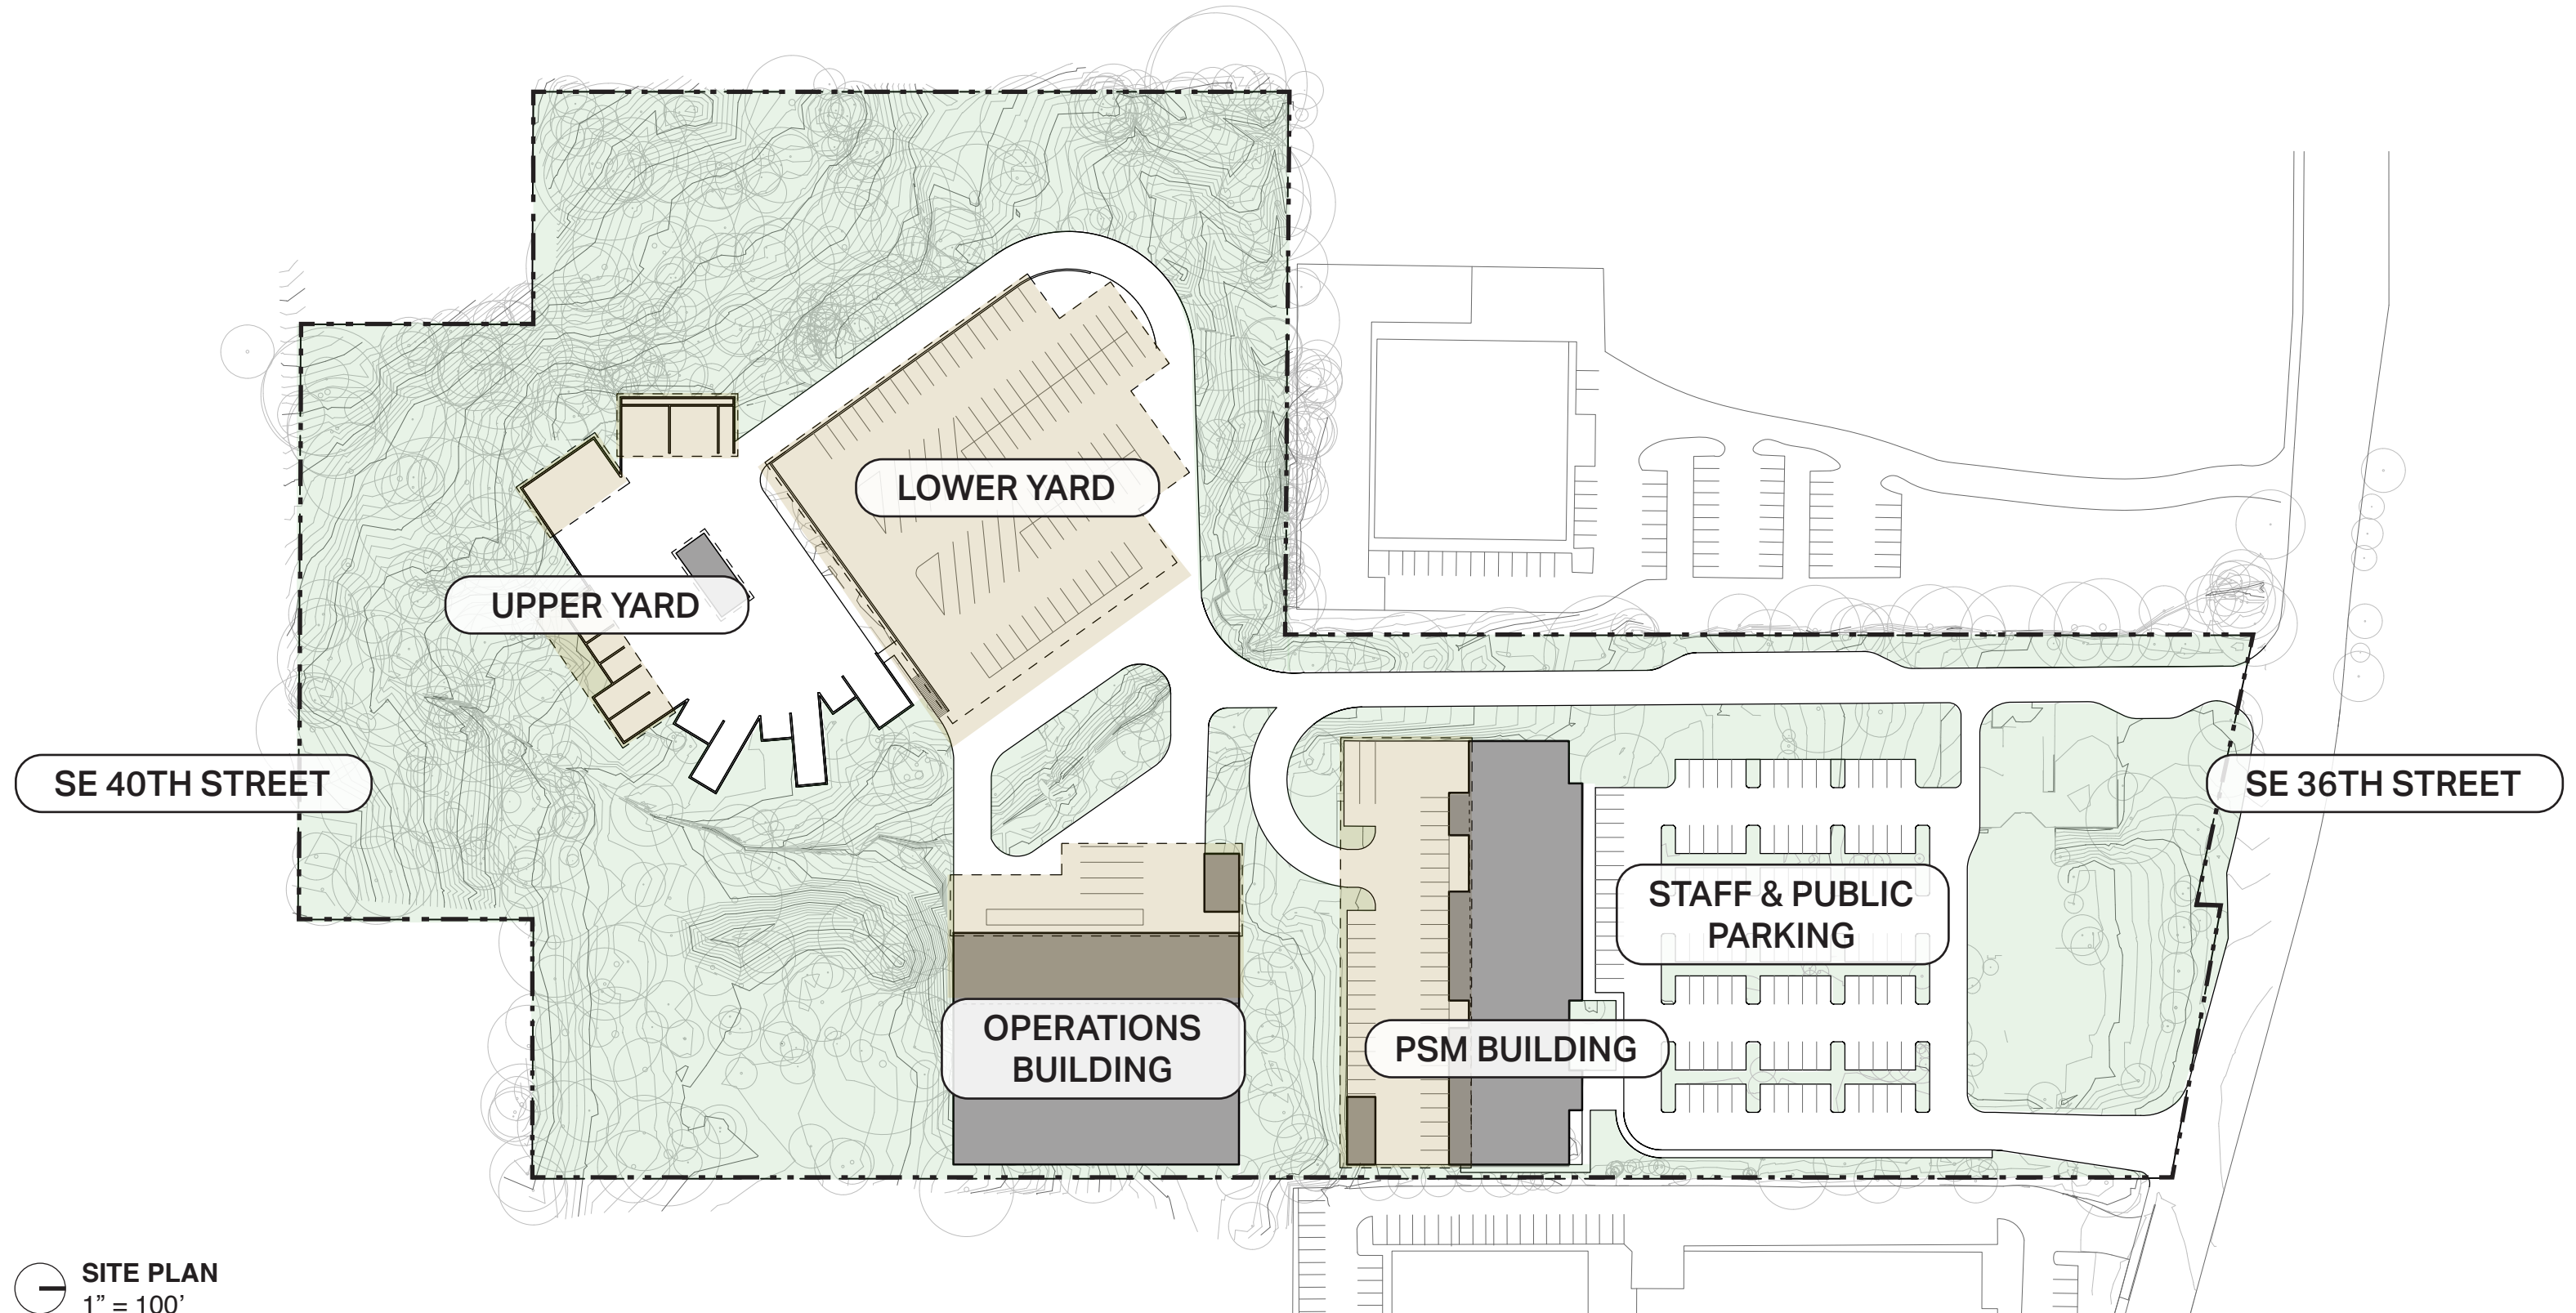 LOWER YARD
UPPER YARD
SE 40TH STREET
SE 36TH STREET
STAFF & PUBLIC
PARKING
OPERATIONS
BUILDING
PSM BUILDING
SITE PLAN
1” = 100’